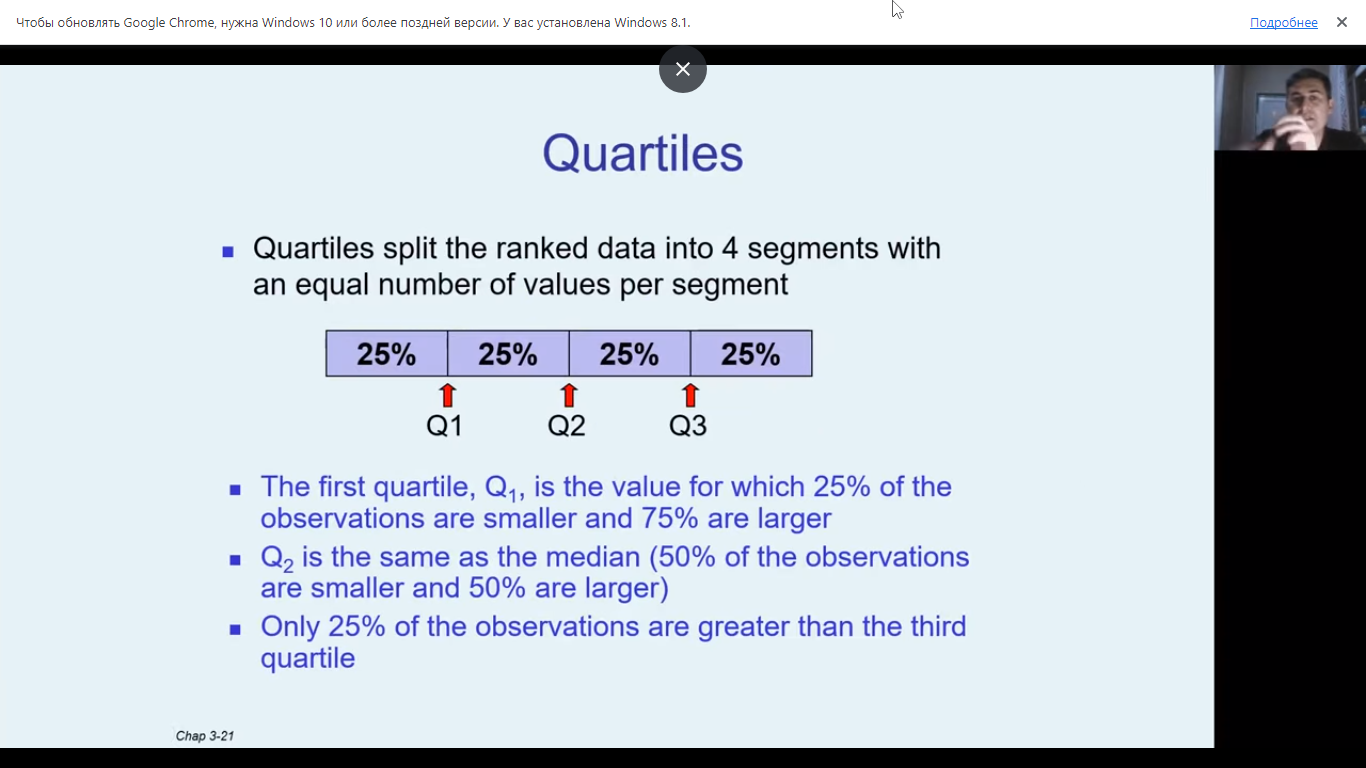 Чтобы обновлять Google Chrome, нужна Windows 10 или более поздней версии. У вас установлена Windows 8.1.
Подробнее
Quartiles
Quartiles split the ranked data into 4 segments with
an equal number of values per segment
25% 25% 25% 25%
Q1 Q2 Q3
The first quartile, Q1, is the value for which 25% of the
observations are smaller and 75% are larger
Q2 is the same as the median (50% of the observations
are smaller and 50% are larger)
Only 25% of the observations are greater than the third
quartile
Chap 3-21